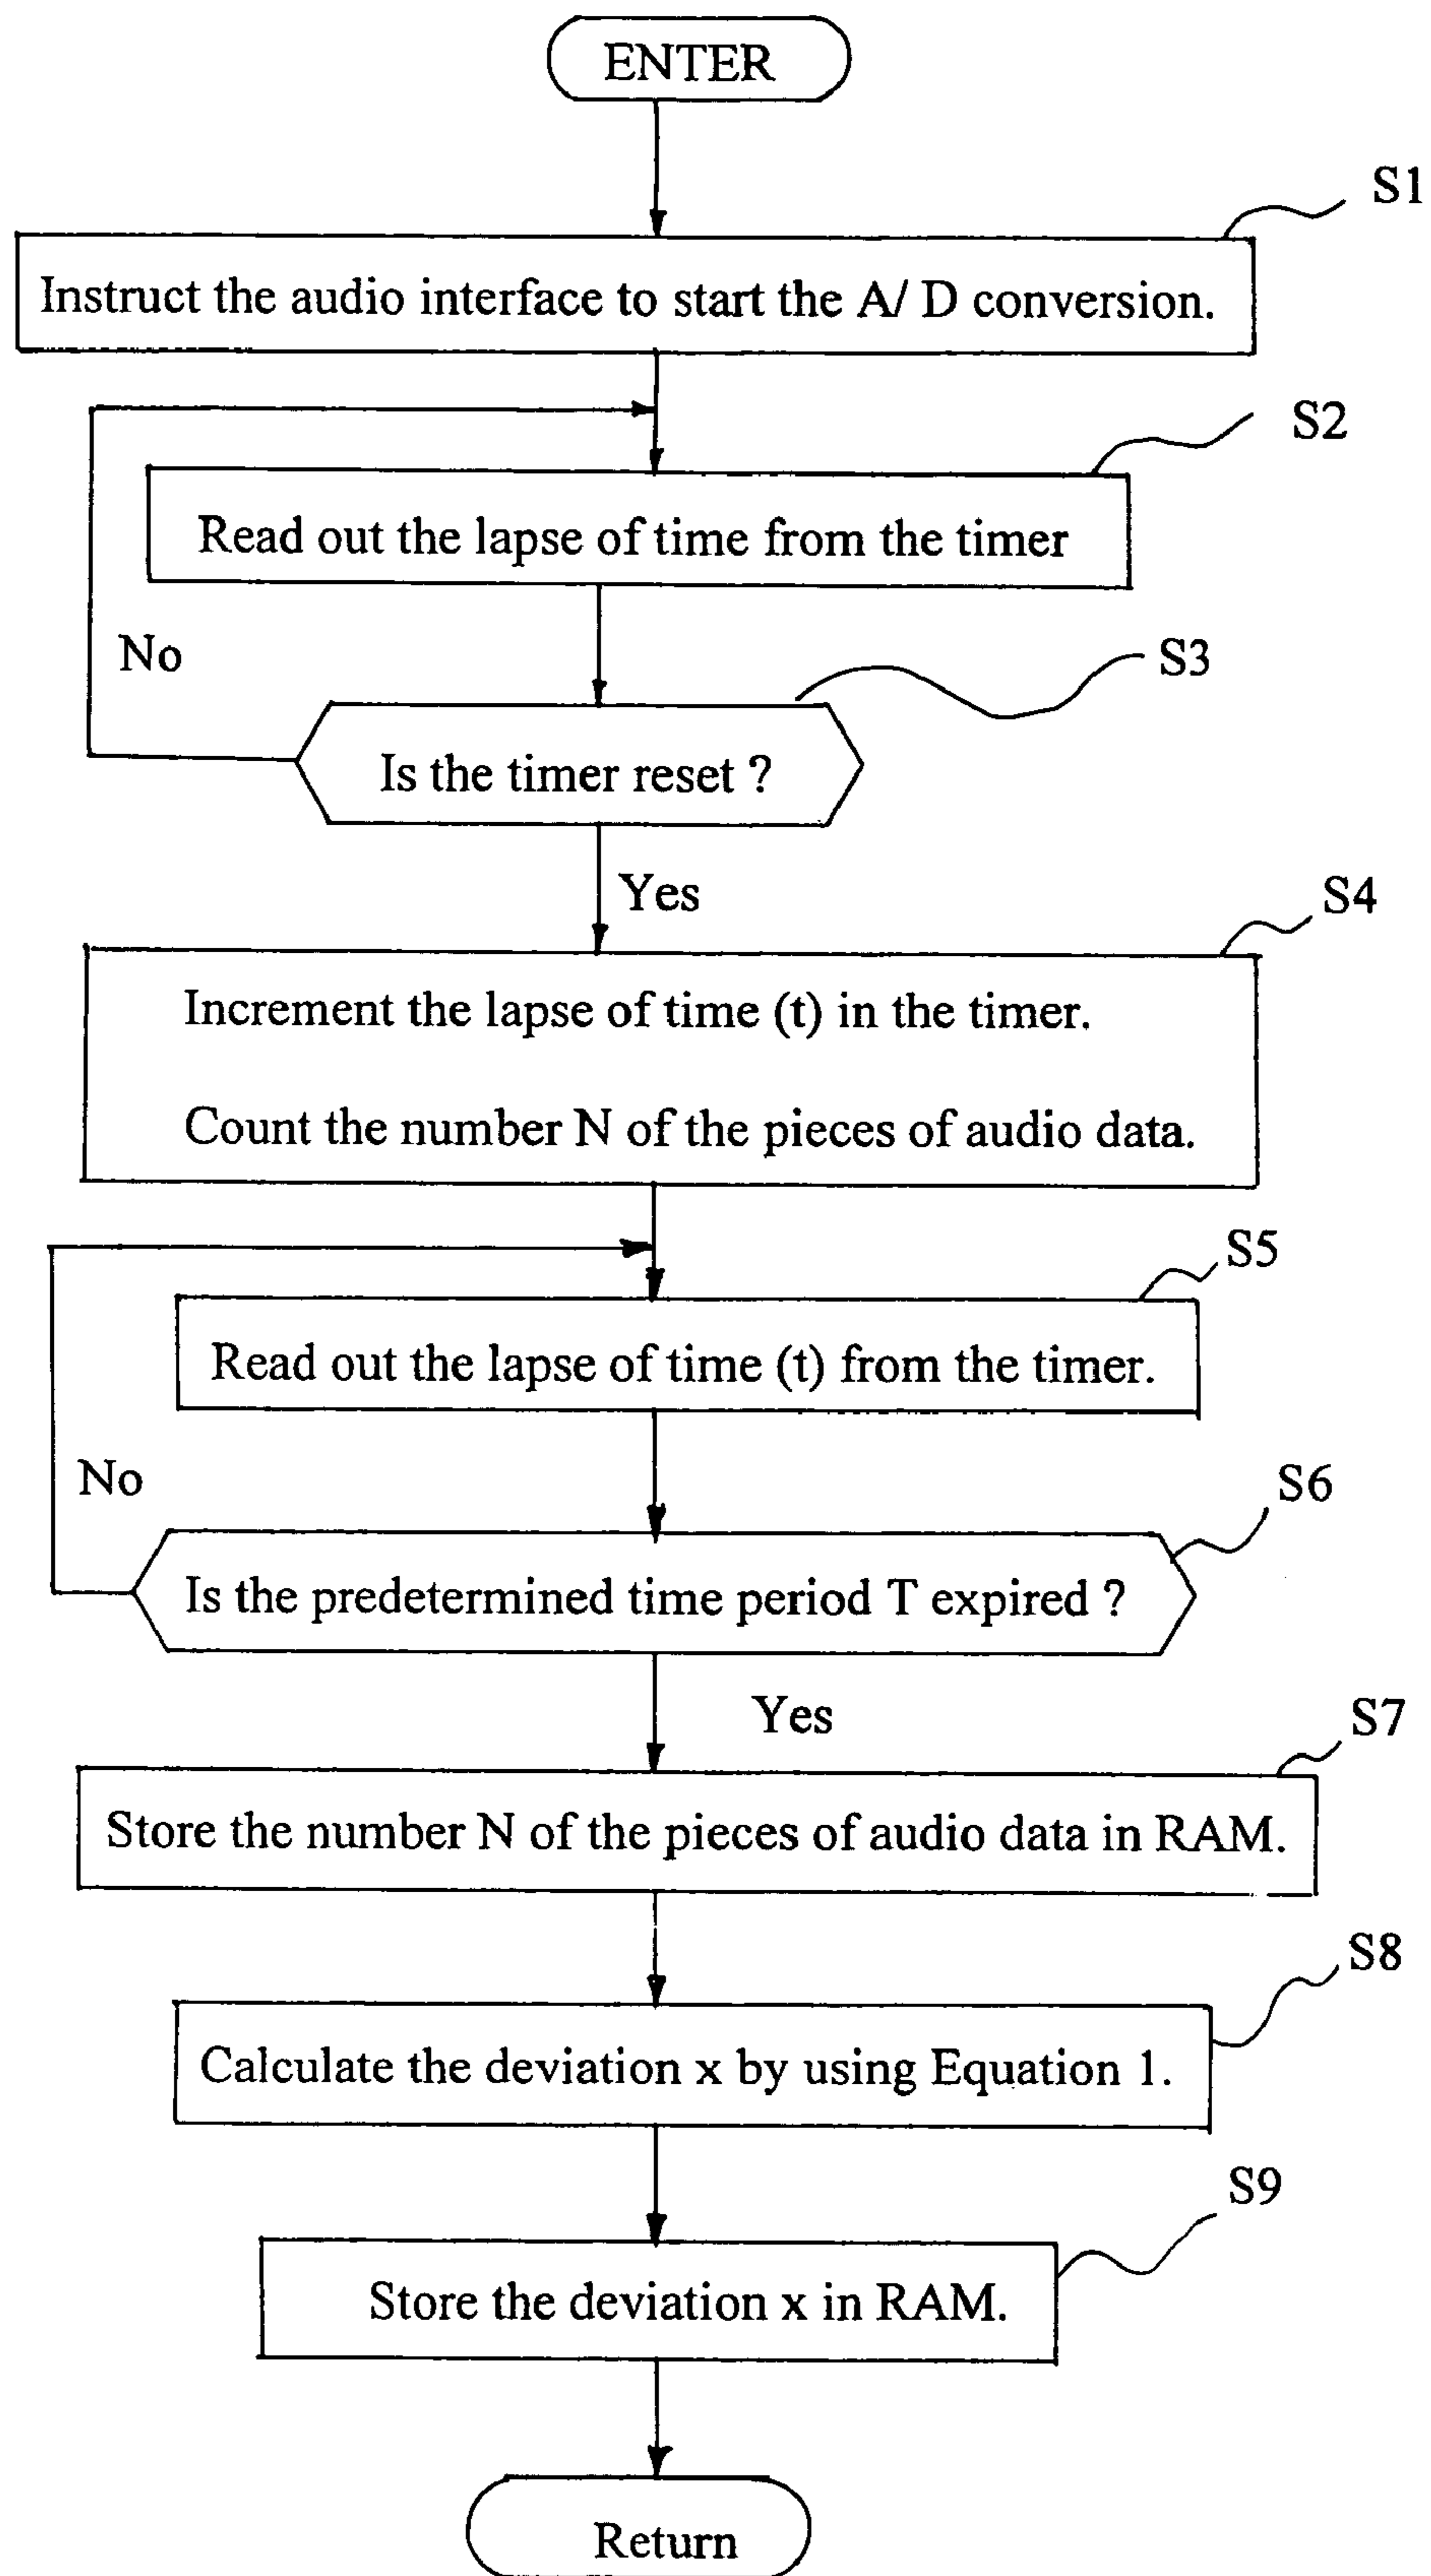 ENTER
S1
Instruct the audio interface to start the A/ D conversion.
S2
Read out the lapse of time from the timer
No
S3
Is the timer reset ?
Yes
S4
Increment the lapse of time (t) in the timer.
Count the number N of the pieces of audio data.
S5
Read out the lapse of time (t) from the timer.
No
S6
Is the predetermined time period T expired ?
Yes
S7
Store the number N of the pieces of audio data in RAM.
S8
Calculate the deviation x by using Equation 1.
S9
Store the deviation x in RAM.
Return